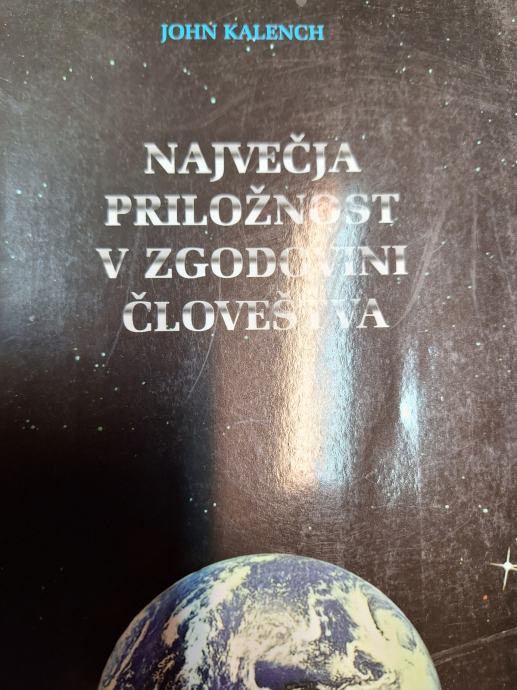 JOHN KALENCH
NAJVEČJA
PRILOŽNOST
V ZGODOVINI
ČLOVEŠTVA